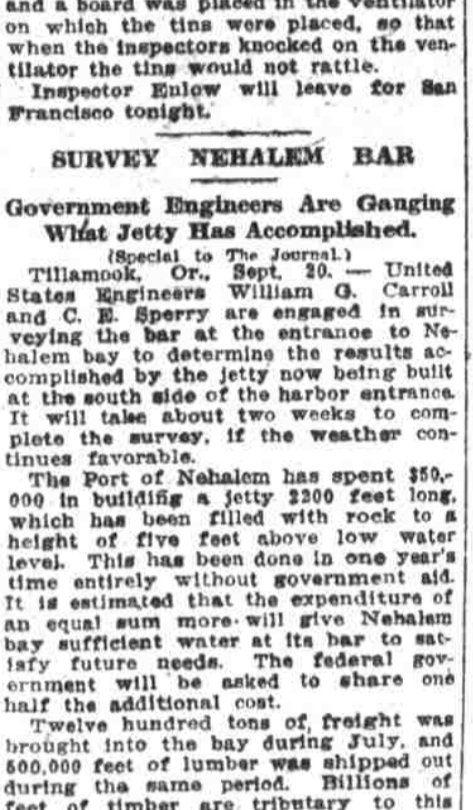 and a board was placed in the ventilator
on which the tins were placed, so that
when the inspectors knocked on the ven-
tilator the tins would not rattle.
Inspector Enlow will leave for San
Francisco tonight.
SURVEY NEHALEM BAR
Government Engineers Are Ganging
What Jetty Has Accomplished.
(Special to The Journal.)
Tillamook, Or., Sept. 20. — United
States Engineers William G. Carroll
and C. E. Sperry are engaged in sur-
veying the bar at the entrance to Ne-
halem bay to determine the results ac-
complished by the jetty now being built
at the south side of the harbor entrance.
It will take about two weeks to com-
plete the survey, if the weather con-
tinues favorable.
The Port of Nehalem has spent $50,-
000 in building a jetty 2200 feet long,
which has been filled with rock to a
height of five feet above low water
level. This has been done in one year's
time entirely without government aid.
It is estimated that the expenditure of
an equal sum more will give Nehalem
bay sufficient water at its bar to sat-
isfy future needs. The federal gov-
ernment will be asked to share one
half the additional cost.
Twelve hundred tons of freight was
brought into the bay during July, and
500,000 feet of lumber was shipped out
during the same period. Billions of
feet of timber are tributary to this